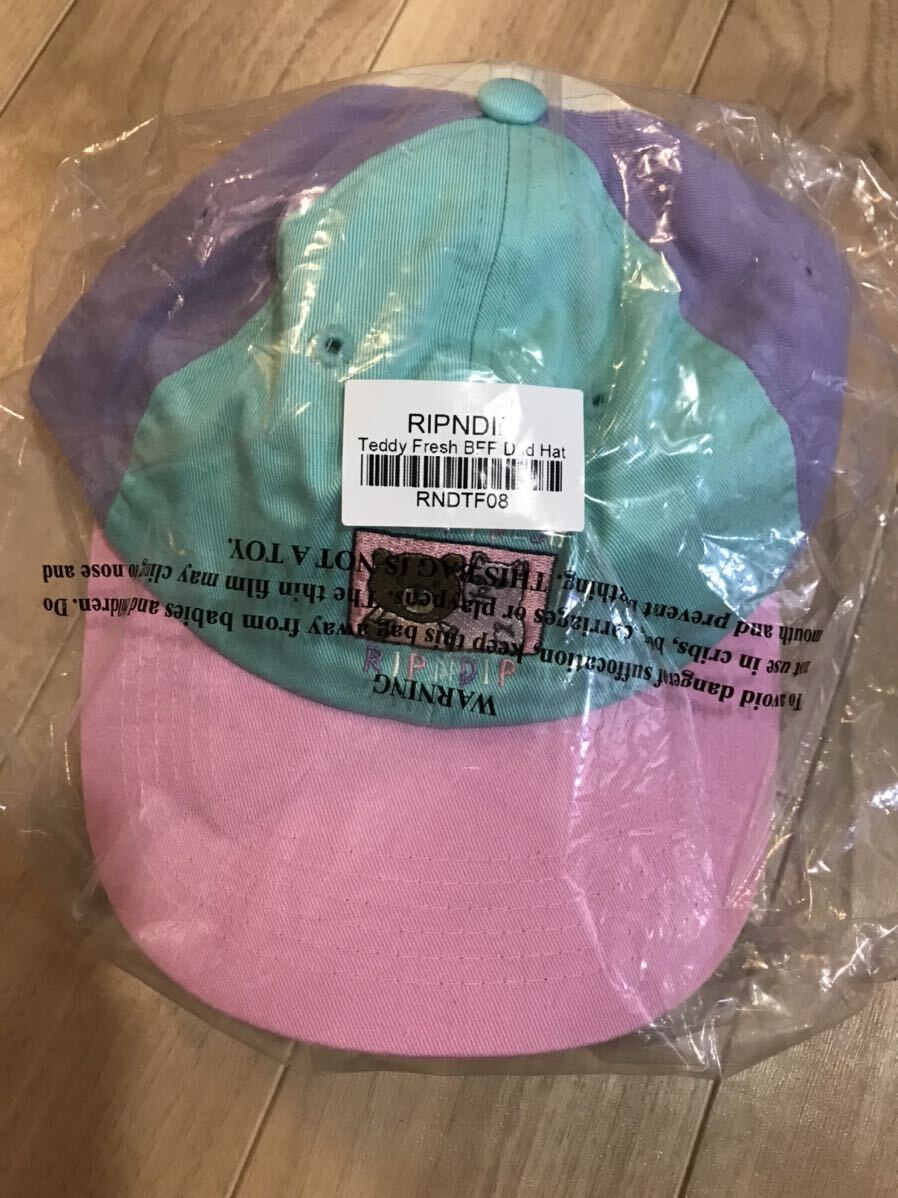 RIPNDIP
Teddy Fresh BFF Dad Hat
RNDTF08
RIPNDIP
WARNING
To avoid danger of suffocation, keep this bag away from babies and children. Do
not use in cribs, beds, carriages or playpens. The thin film may cling to nose and
mouth and prevent breathing. THIS BAG IS NOT A TOY.